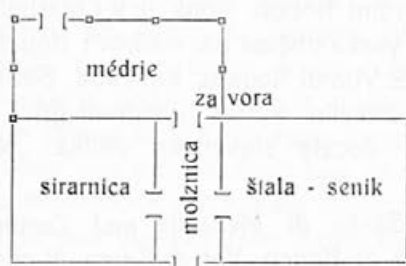 médrje
za vora
sirarnica
molznica
štala - senik